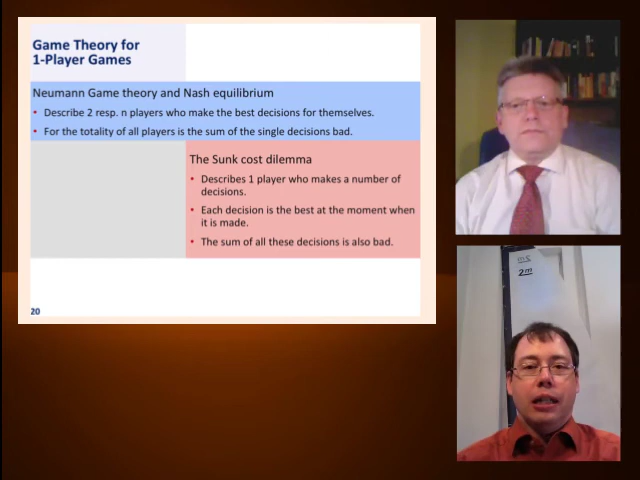 Game Theory for
1-Player Games
Neumann Game theory and Nash equilibrium
• Describe 2 resp. n players who make the best decisions for themselves.
• For the totality of all players is the sum of the single decisions bad.
The Sunk cost dilemma
• Describes 1 player who makes a number of
decisions.
• Each decision is the best at the moment when
it is made.
• The sum of all these decisions is also bad.
20
2m